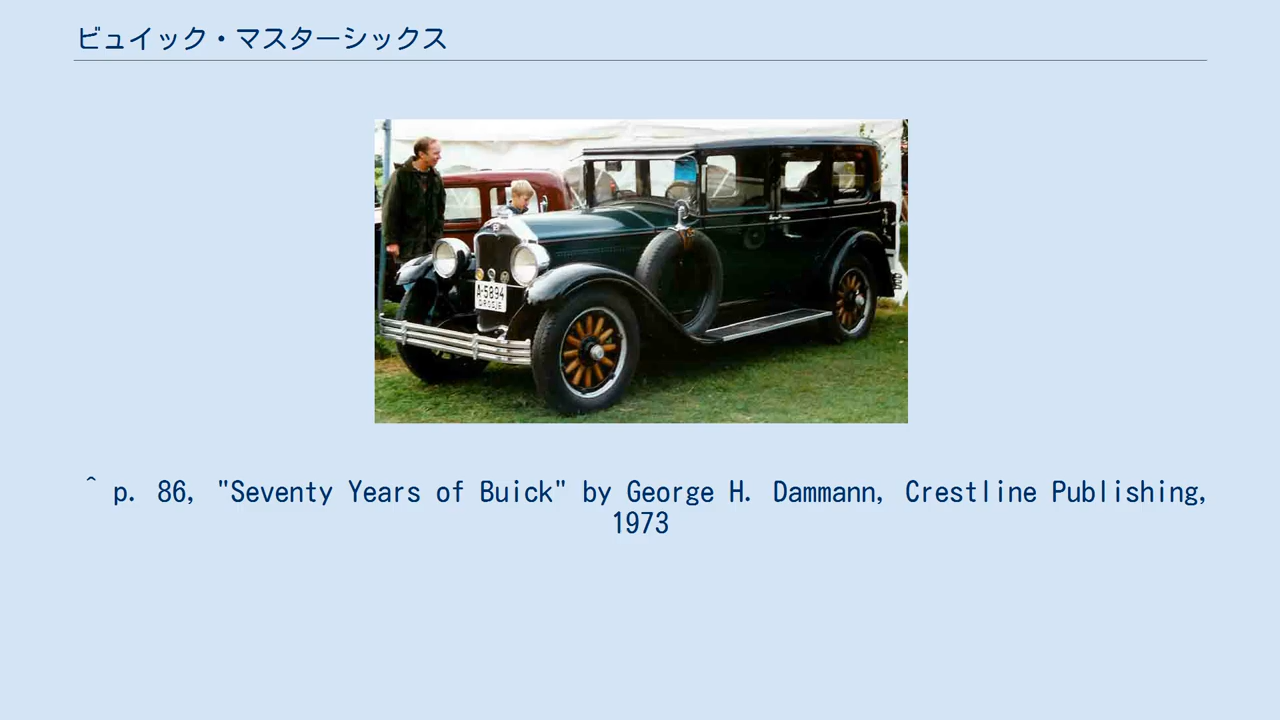 ビュイック・マスターシックス
A-5894
^ p. 86, "Seventy Years of Buick" by George H. Dammann, Crestline Publishing,
1973